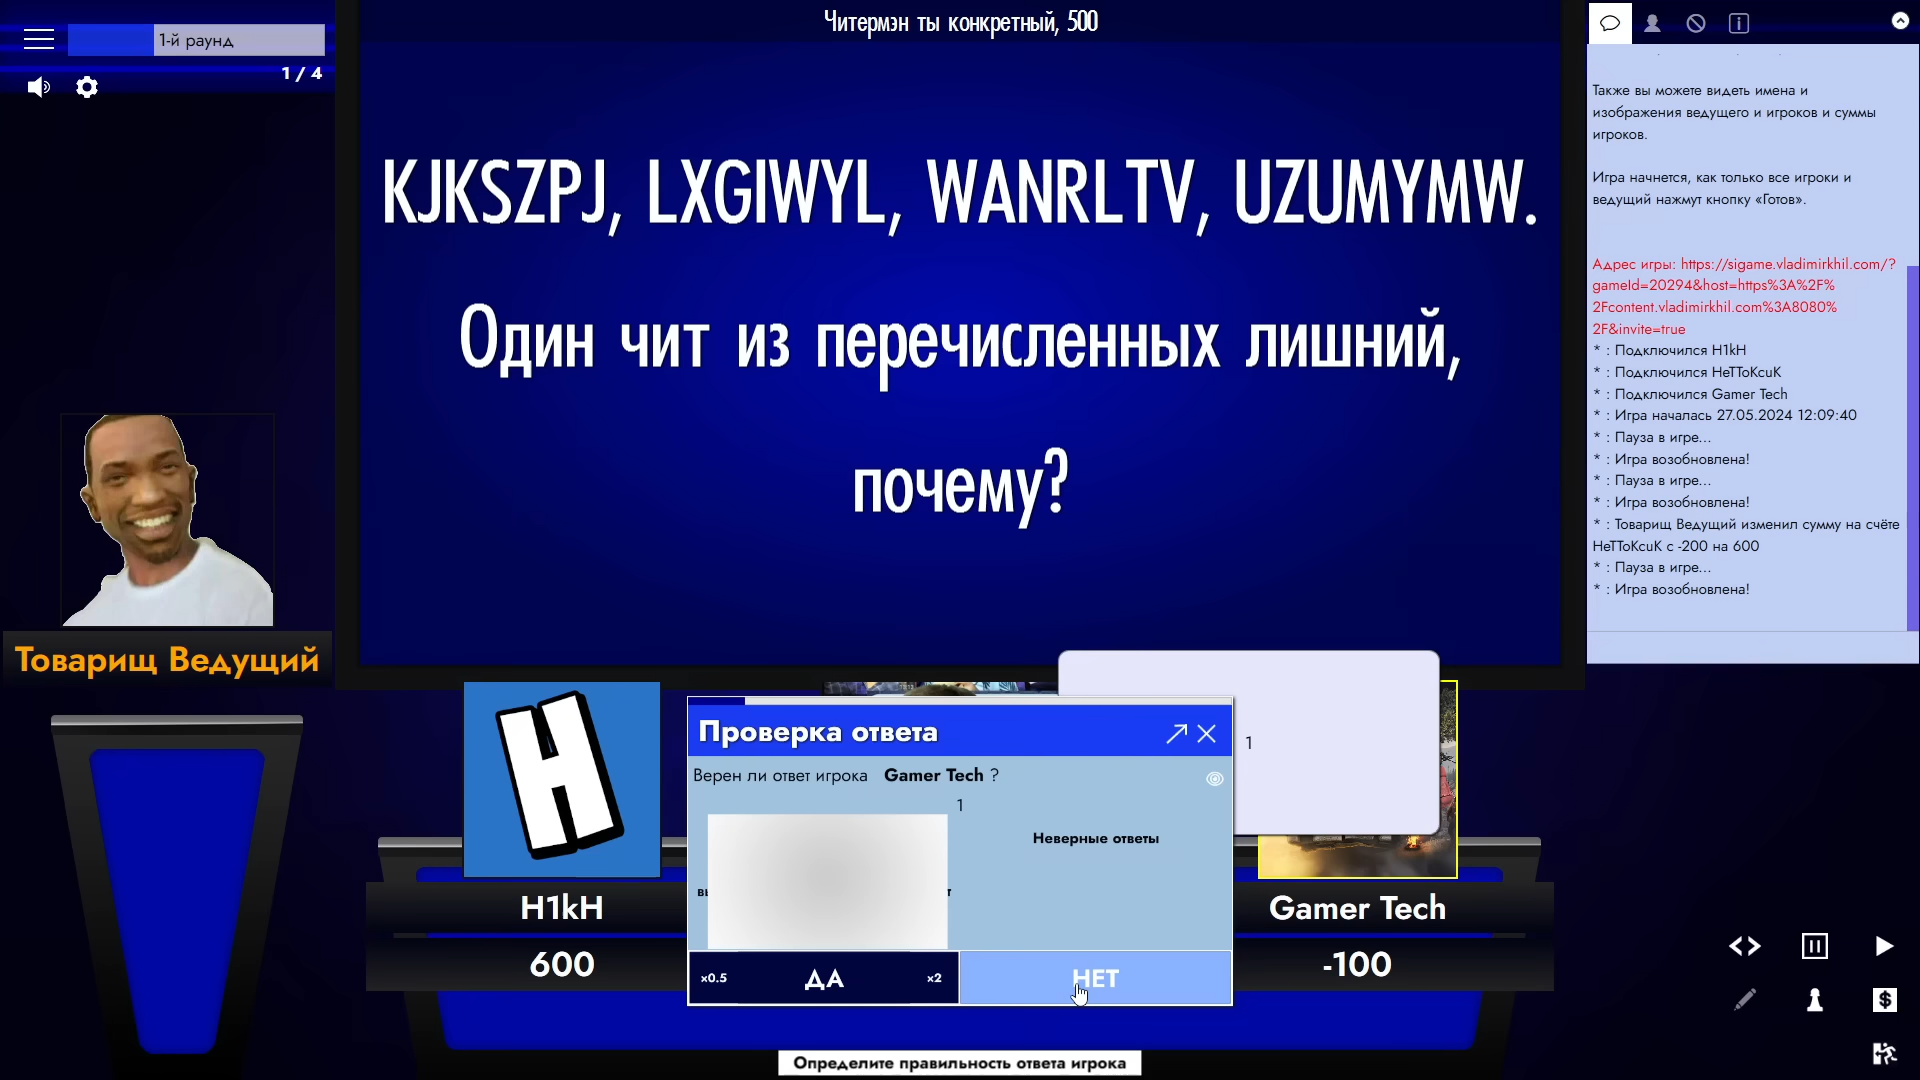 Читермэн ты конкретный, 500
1-й раунд
1 / 4
KJKSZPJ, LXGIWYL, WANRLTV, UZUMYMW.
Один чит из перечисленных лишний,
почему?
Также вы можете видеть имена и
изображения ведущего и игроков и суммы
игроков.
Игра начнется, как только все игроки и
ведущий нажмут кнопку «Готов».
Адрес игры: https://sigame.vladimirkhil.com/?
gameId=20294&host=https%3A%2F%
2Fcontent.vladimirkhil.com%3A8080%
2F&invite=true
* : Подключился H1kH
* : Подключился HeTToKcuK
* : Подключился Gamer Tech
* : Игра началась 27.05.2024 12:09:40
* : Пауза в игре...
* : Игра возобновлена!
* : Пауза в игре...
* : Игра возобновлена!
* : Товарищ Ведущий изменил сумму на счёте
HeTToKcuK с -200 на 600
* : Пауза в игре...
* : Игра возобновлена!
Товарищ Ведущий
H
Проверка ответа
Верен ли ответ игрока Gamer Tech ?
1
Неверные ответы
x0.5 ДА x2
НЕТ
1
H1kH
600
Gamer Tech
-100
Определите правильность ответа игрока